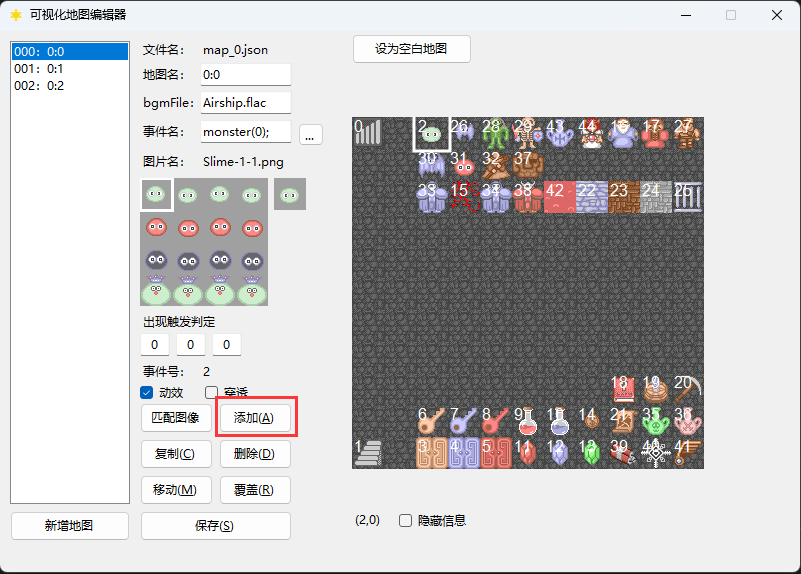 可视化地图编辑器
000：0:0
001：0:1
002：0:2
新增地图
文件名： map_0.json
地图名： 0:0
bgmFile： Airship.flac
事件名： monster(0); ...
图片名： Slime-1-1.png
出现触发判定
0 0 0
事件号： 2
动效 穿透
匹配图像 添加(A)
复制(C) 删除(D)
移动(M) 覆盖(R)
保存(S)
设为空白地图
0 2 26 28 29 43 44 16 17 27
30 31 32 37
33 15 34 38 42 22 23 24 25
18 19 20
6 7 8 9 10 14 21 35 36
1 3 4 5 11 12 13 39 40 41
(2,0) 隐藏信息